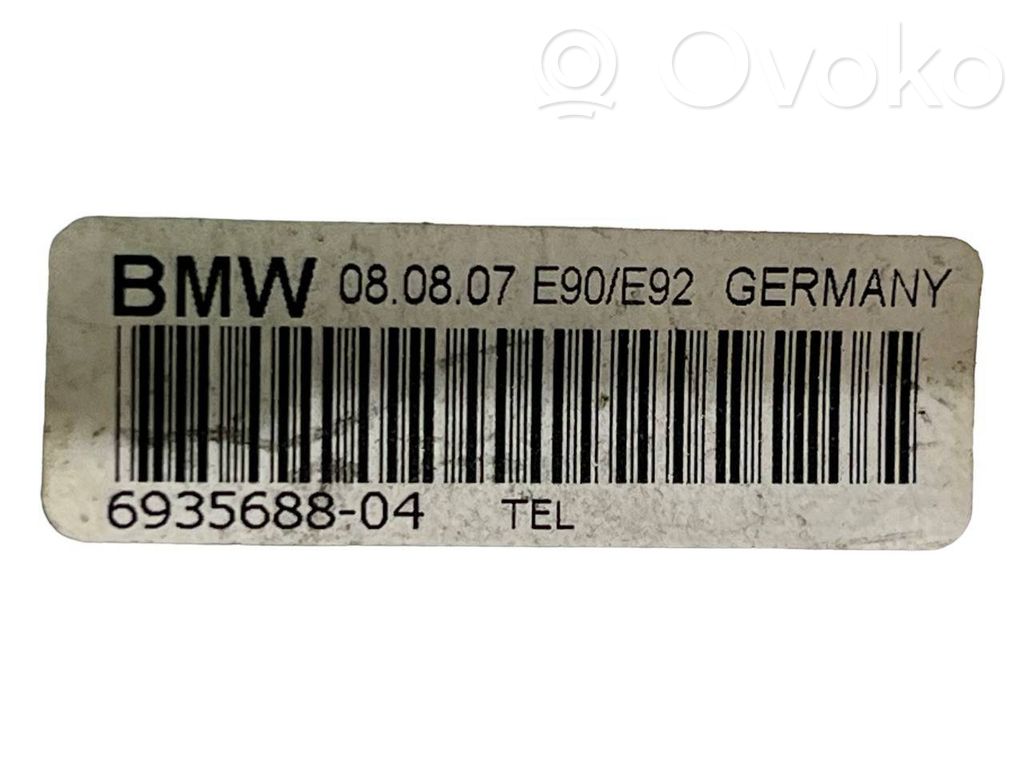 Ovoko
BMW 08.08.07 E90/E92 GERMANY
6935688-04 TEL